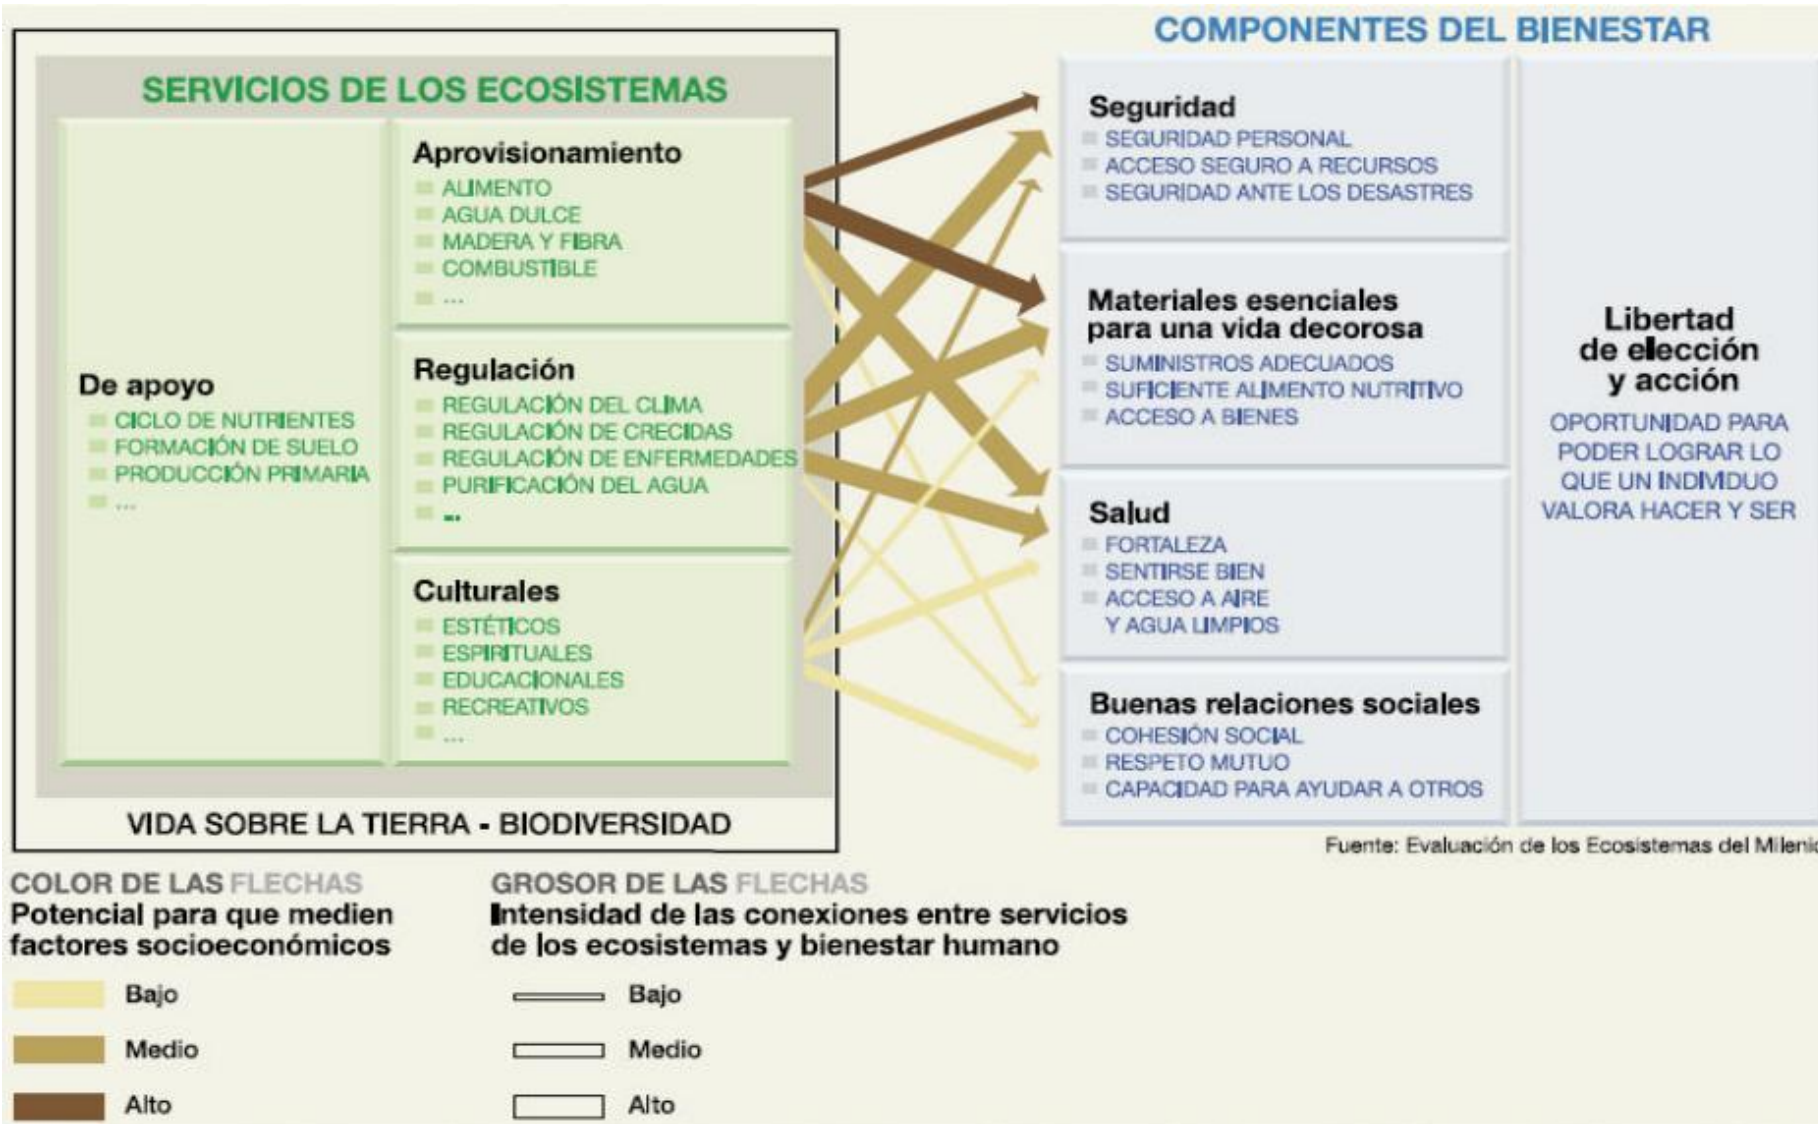 COMPONENTES DEL BIENESTAR
SERVICIOS DE LOS ECOSISTEMAS
De apoyo
CICLO DE NUTRIENTES
FORMACIÓN DE SUELO
PRODUCCIÓN PRIMARIA
...
Aprovisionamiento
ALIMENTO
AGUA DULCE
MADERA Y FIBRA
COMBUSTIBLE
...
Regulación
REGULACIÓN DEL CLIMA
REGULACIÓN DE CRECIDAS
REGULACIÓN DE ENFERMEDADES
PURIFICACIÓN DEL AGUA
...
Culturales
ESTÉTICOS
ESPIRITUALES
EDUCACIONALES
RECREATIVOS
...
VIDA SOBRE LA TIERRA - BIODIVERSIDAD
Seguridad
SEGURIDAD PERSONAL
ACCESO SEGURO A RECURSOS
SEGURIDAD ANTE LOS DESASTRES
Materiales esenciales
para una vida decorosa
SUMINISTROS ADECUADOS
SUFICIENTE ALIMENTO NUTRITIVO
ACCESO A BIENES
Salud
FORTALEZA
SENTIRSE BIEN
ACCESO A AIRE
Y AGUA LIMPIOS
Buenas relaciones sociales
COHESIÓN SOCIAL
RESPETO MUTUO
CAPACIDAD PARA AYUDAR A OTROS
Libertad
de elección
y acción
OPORTUNIDAD PARA
PODER LOGRAR LO
QUE UN INDIVIDUO
VALORA HACER Y SER
Fuente: Evaluación de los Ecosistemas del Milenio
COLOR DE LAS FLECHAS
Potencial para que medien
factores socioeconómicos
Bajo
Medio
Alto
GROSOR DE LAS FLECHAS
Intensidad de las conexiones entre servicios
de los ecosistemas y bienestar humano
Bajo
Medio
Alto